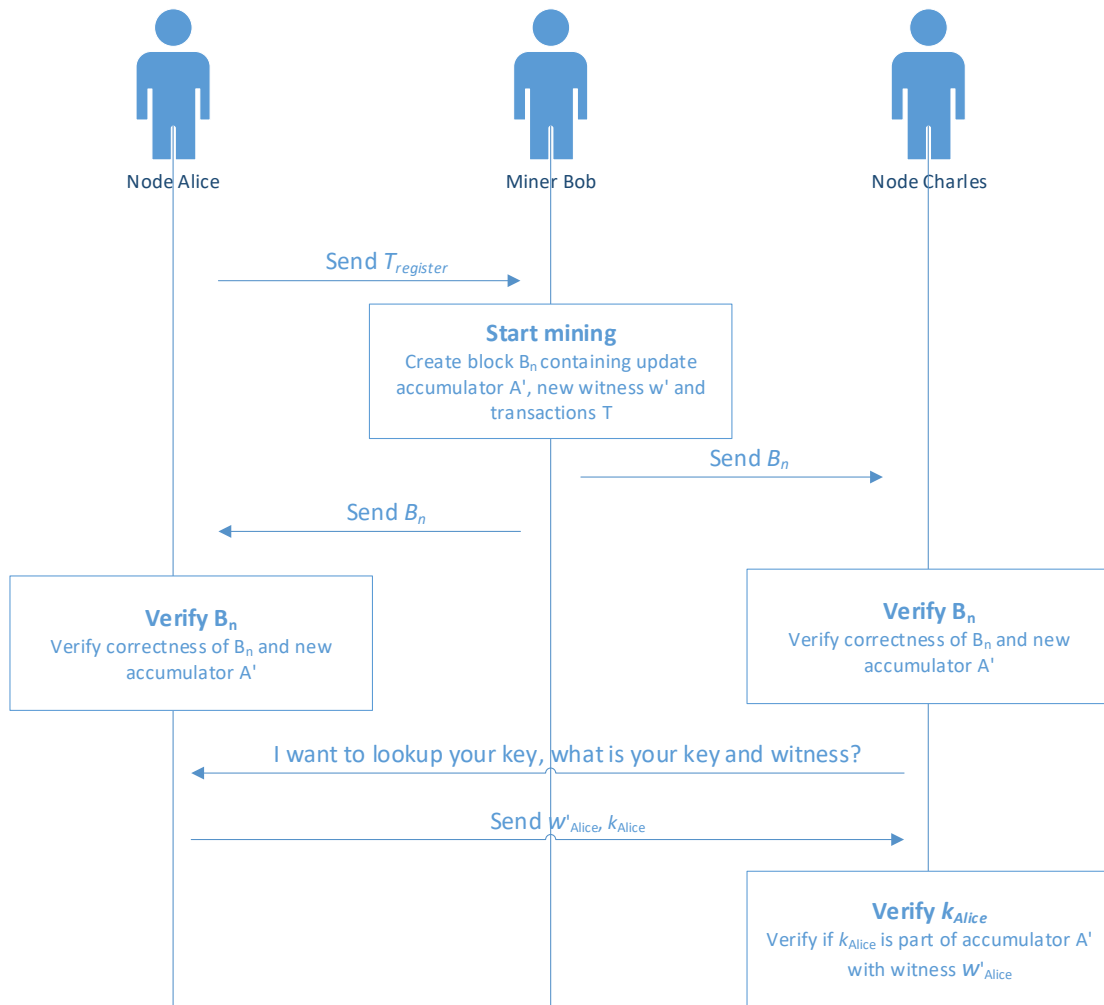 Node Alice
Miner Bob
Node Charles
Send T_register
Start mining
Create block B_n containing update
accumulator A', new witness w' and
transactions T
Send B_n
Send B_n
Verify B_n
Verify correctness of B_n and new
accumulator A'
Verify B_n
Verify correctness of B_n and new
accumulator A'
I want to lookup your key, what is your key and witness?
Send w'_Alice, k_Alice
Verify k_Alice
Verify if k_Alice is part of accumulator A'
with witness w'_Alice